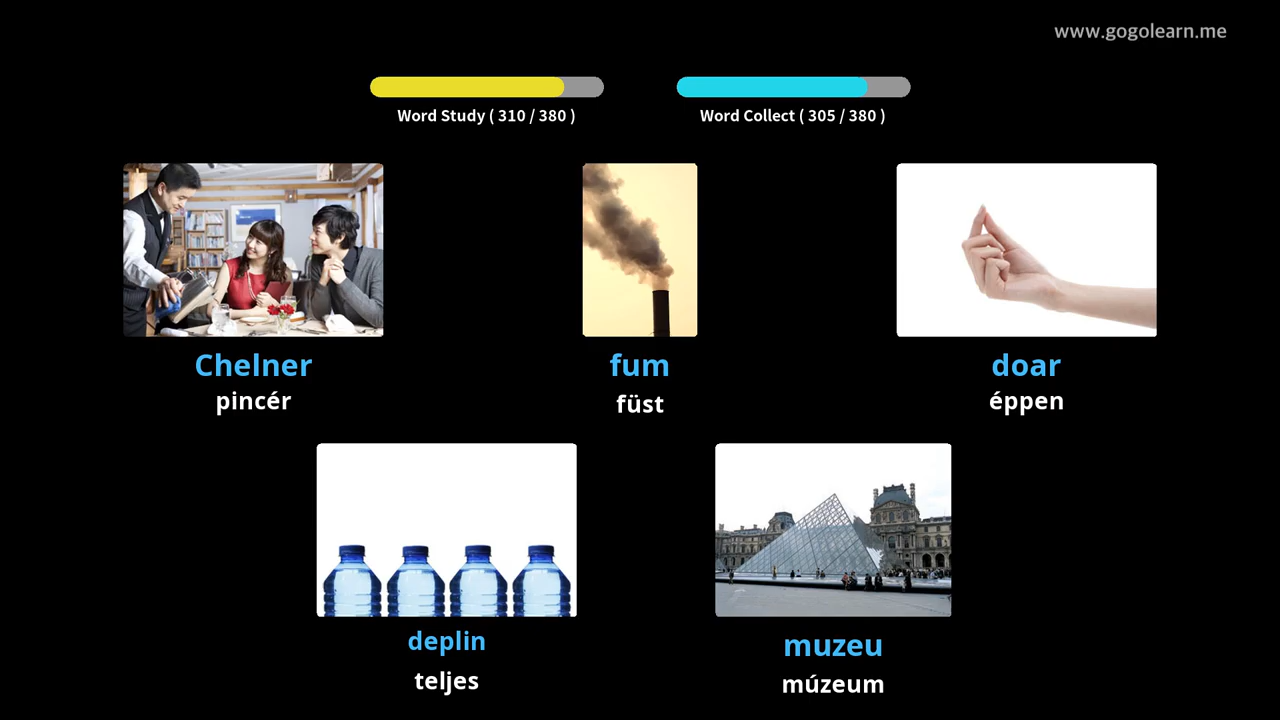 www.gogolearn.me
Word Study ( 310 / 380 )
Word Collect ( 305 / 380 )
Chelner
pincér
fum
füst
doar
éppen
deplin
teljes
muzeu
múzeum